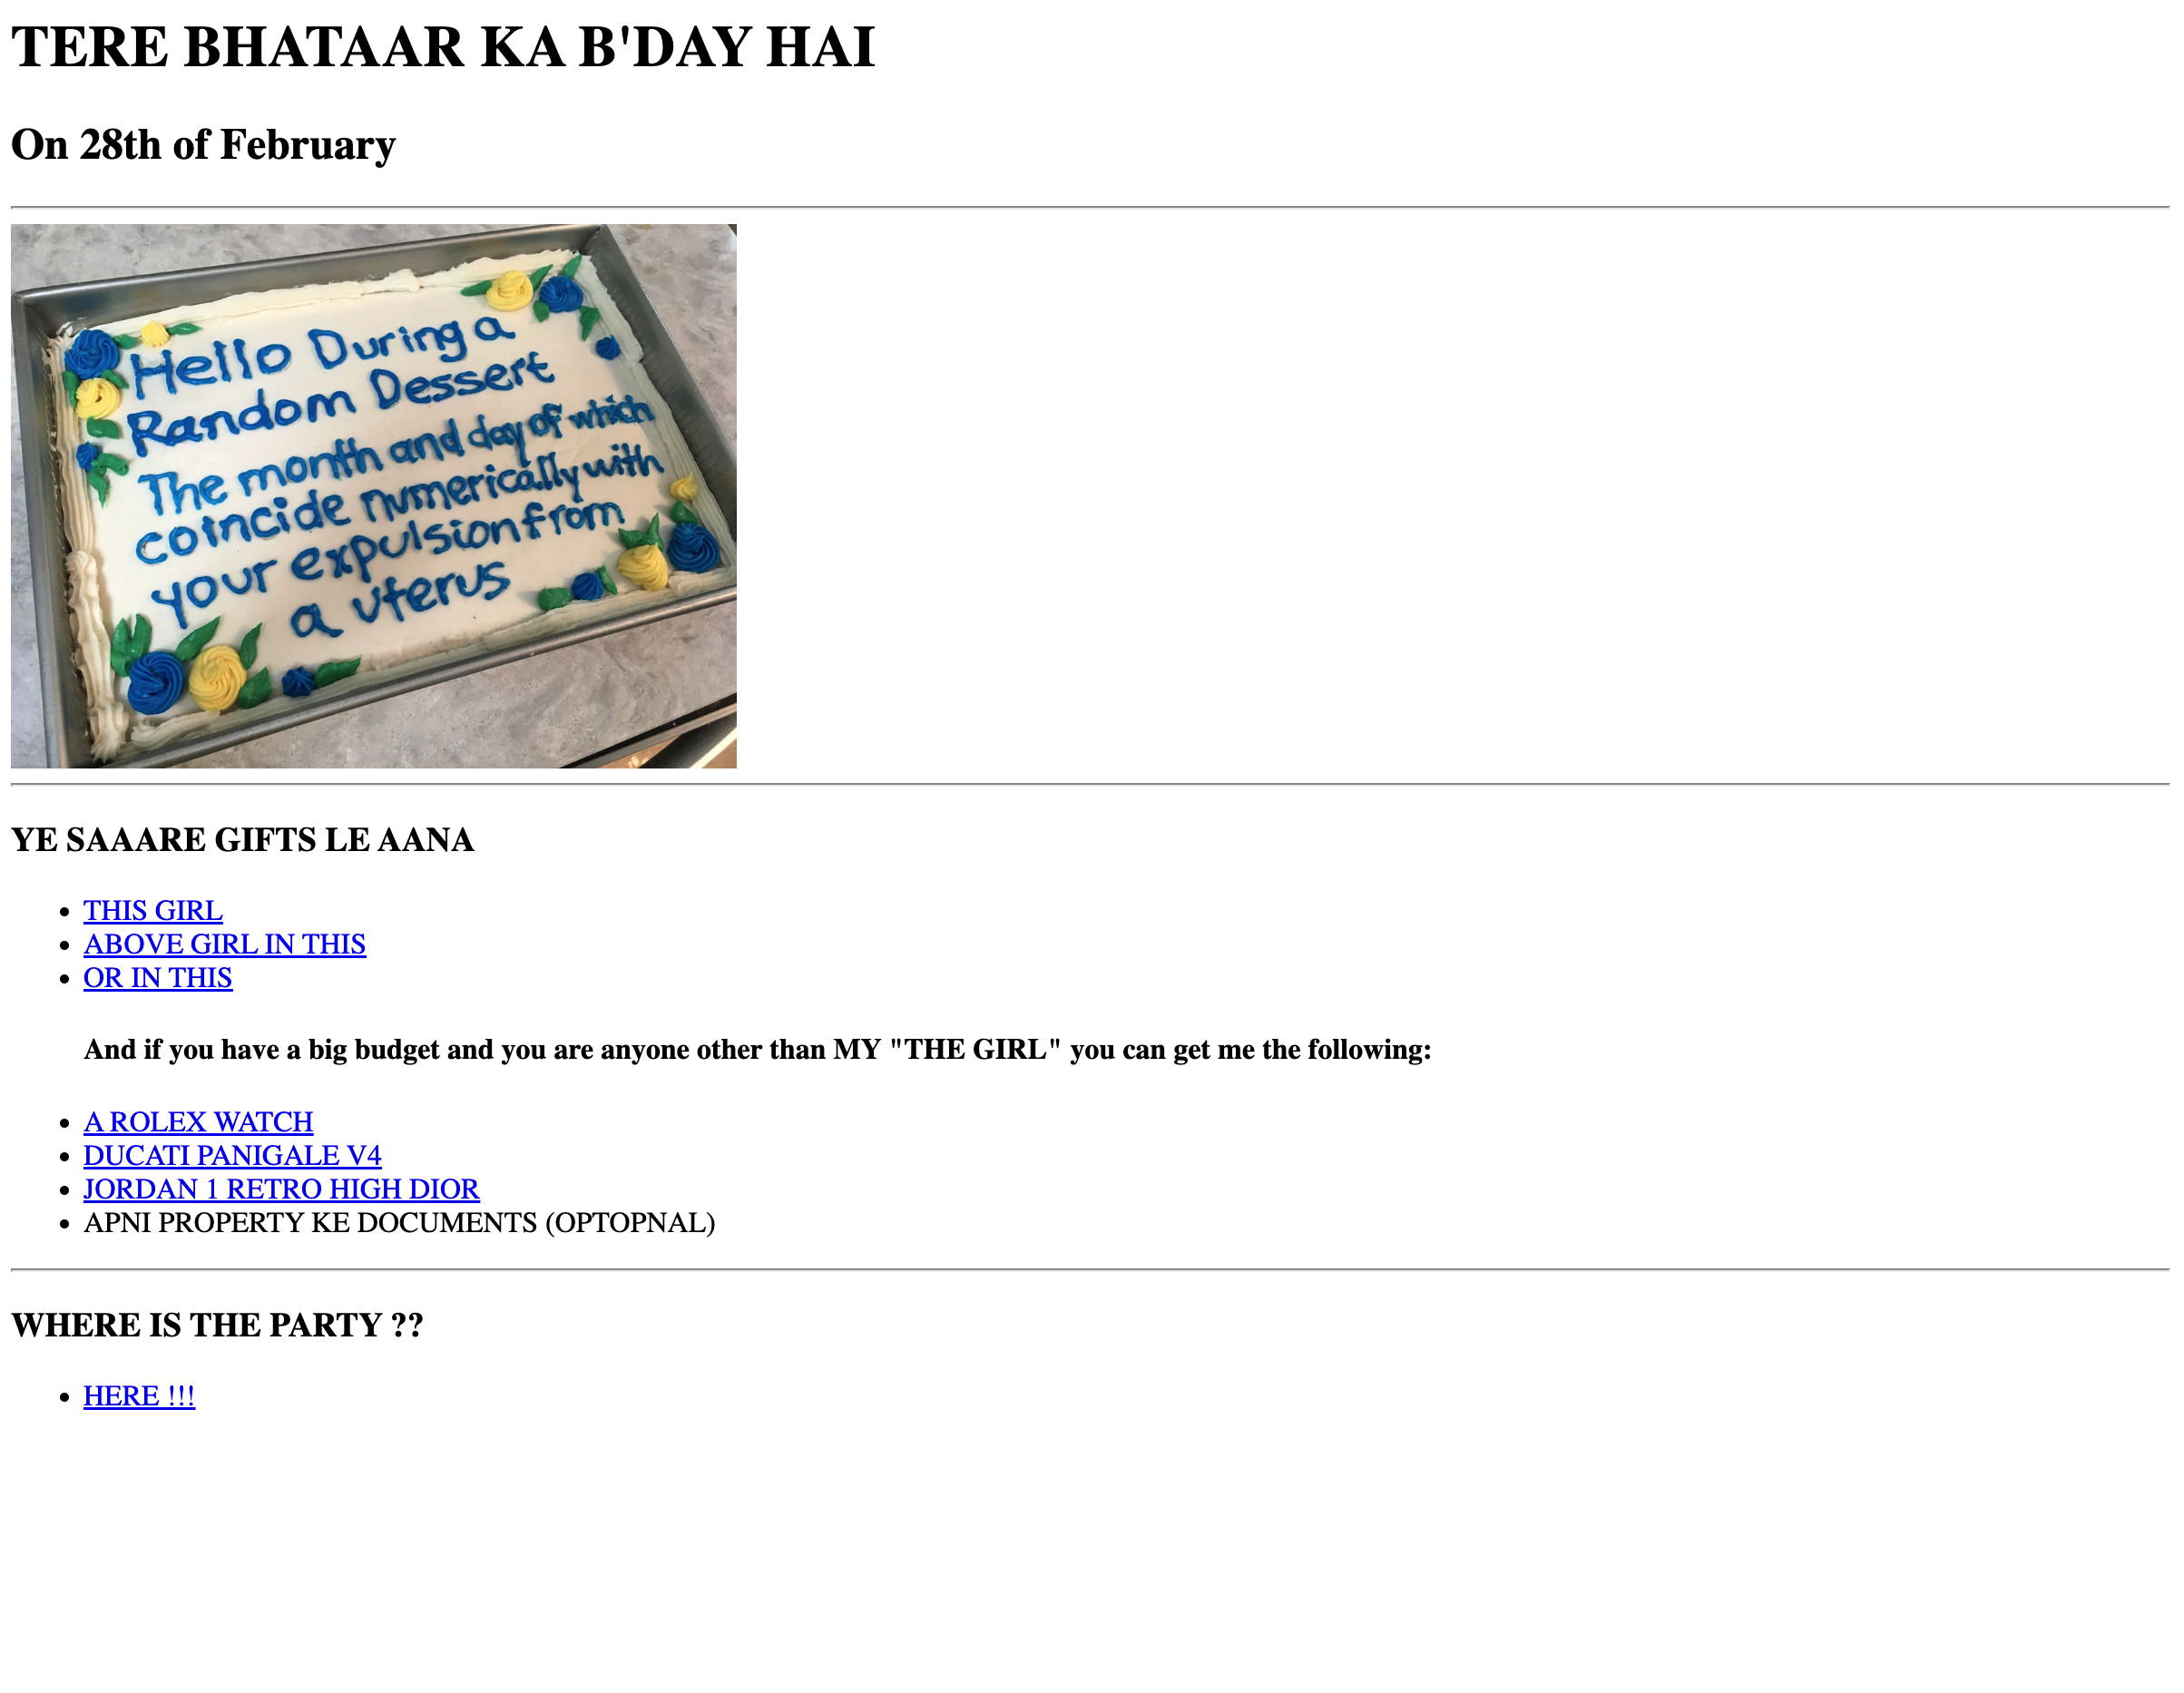 TERE BHATAAR KA B'DAY HAI
On 28th of February
Hello During a
Random Dessert
The month and day of which
coincide numerically with
your expulsion from
a uterus
YE SAAARE GIFTS LE AANA
THIS GIRL
ABOVE GIRL IN THIS
OR IN THIS
And if you have a big budget and you are anyone other than MY "THE GIRL" you can get me the following:
A ROLEX WATCH
DUCATI PANIGALE V4
JORDAN 1 RETRO HIGH DIOR
APNI PROPERTY KE DOCUMENTS (OPTOPNAL)
WHERE IS THE PARTY ??
HERE !!!